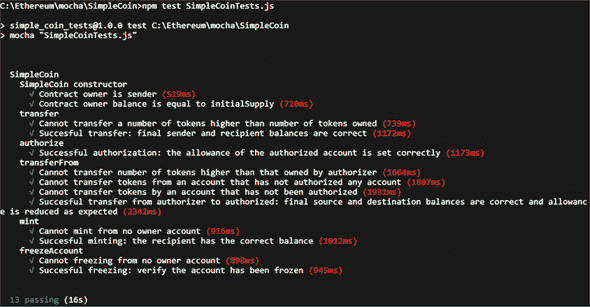 C:\Ethereum\mocha\SimpleCoin>npm test SimpleCoinTests.js
> simple_coin_tests@1.0.0 test C:\Ethereum\mocha\SimpleCoin
> mocha "SimpleCoinTests.js"
SimpleCoin
SimpleCoin constructor
√ Contract owner is sender (519ms)
√ Contract owner balance is equal to initialSupply (720ms)
transfer
√ Cannot transfer a number of tokens higher than number of tokens owned (739ms)
√ Succesful transfer: final sender and recipient balances are correct (1172ms)
authorize
√ Successful authorization: the allowance of the authorized account is set correctly (1173ms)
transferFrom
√ Cannot transfer number of tokens higher than that owned by authorizer (1664ms)
√ Cannot transfer tokens from an account that has not authorized any account (1807ms)
√ Cannot transfer tokens by an account that has not been authorized (1931ms)
√ Succesful transfer from authorizer to authorized: final source and destination balances are correct and allowanc
e is reduced as expected (2342ms)
mint
√ Cannot mint from no owner account (916ms)
√ Succesful minting: the recipient has the correct balance (1012ms)
freezeAccount
√ Cannot freezing from no owner account (898ms)
√ Succesful freezing: verify the account has been frozen (945ms)
13 passing (16s)